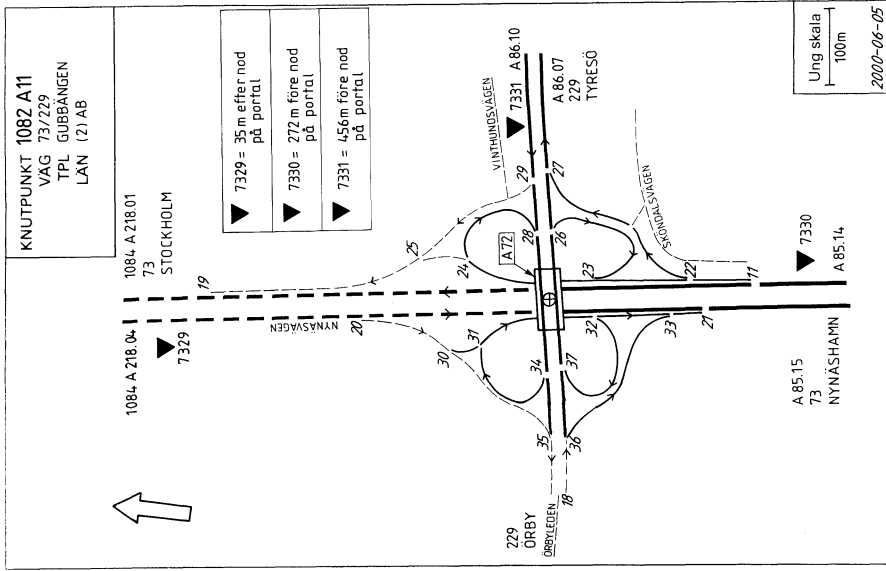 KNUTPUNKT 1082 A11
VÄG 73/229
TPL GUBBÄNGEN
LÄN (2) AB
1084 A 218.04
7329
1084 A 218.01
73
STOCKHOLM
7329 = 35 m efter nod
på portal
7330 = 272 m före nod
på portal
7331 = 456 m före nod
på portal
19
20
NYNÄSVÄGEN
25
24
30
31
VINTHUNDSVÄGEN
7331
A 86.10
A 86.07
229
TYRESÖ
29
27
28
26
A 72
34
37
35
36
18
229
ÖRBY
ÖRBYLEDEN
23
22
11
SKÖNDALSVÄGEN
32
33
21
7330
A 85.14
A 85.15
73
NYNÄSHAMN
Ung skala
100m
2000-06-05